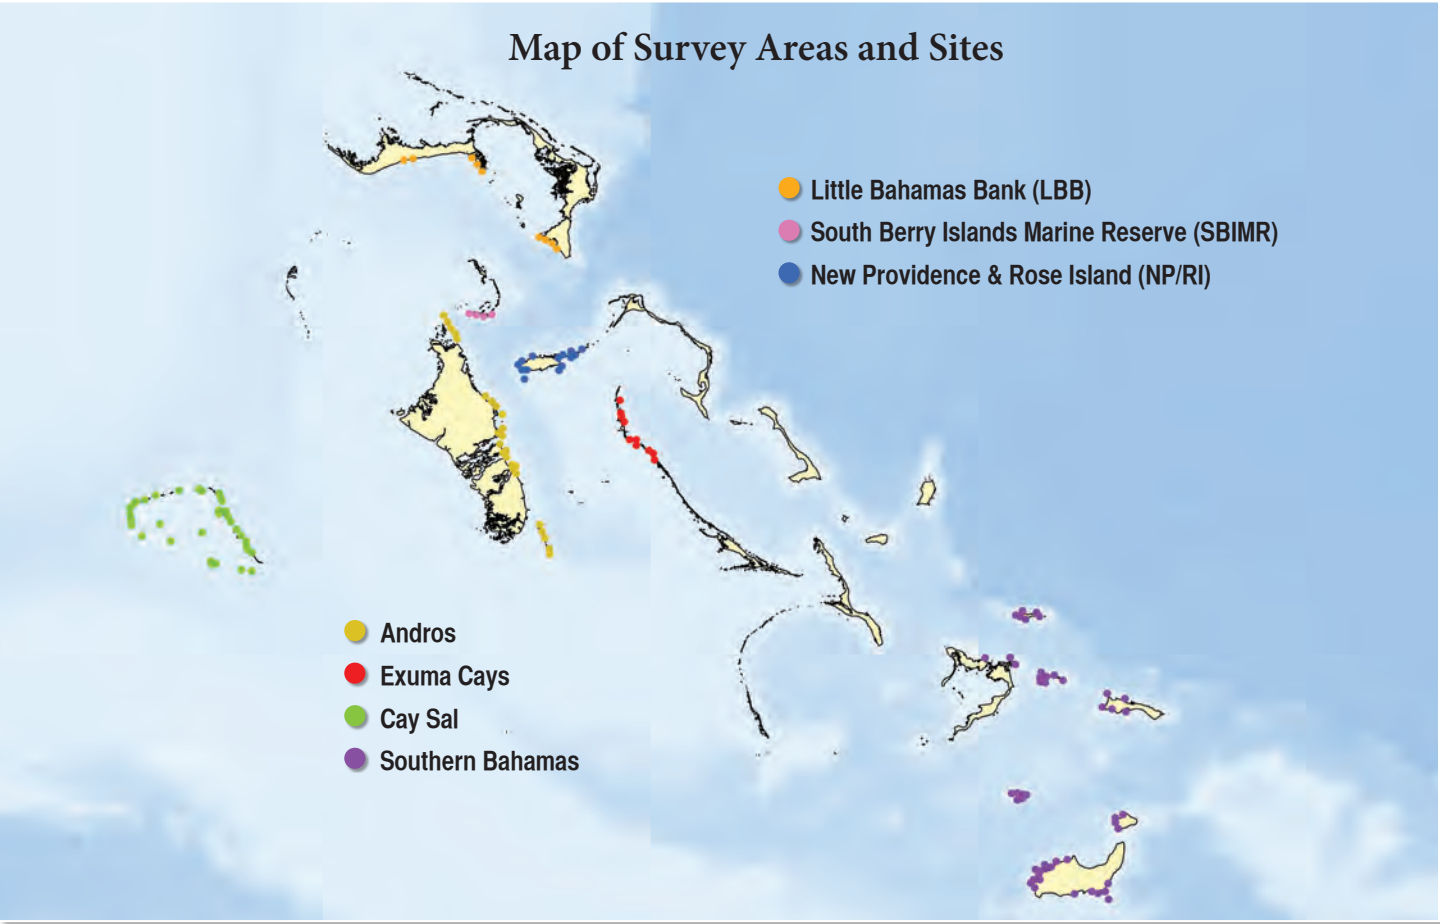 Map of Survey Areas and Sites
Little Bahamas Bank (LBB)
South Berry Islands Marine Reserve (SBIMR)
New Providence & Rose Island (NP/RI)
Andros
Exuma Cays
Cay Sal
Southern Bahamas